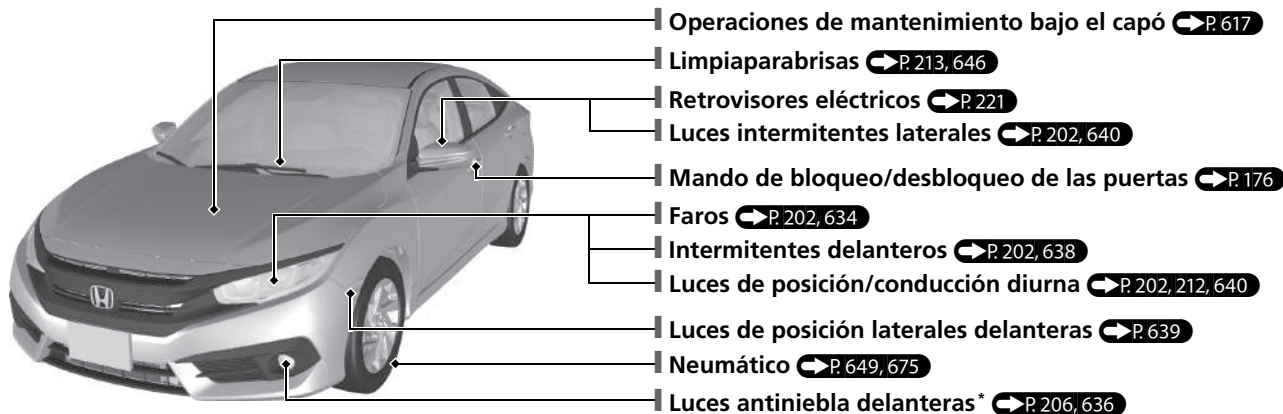 Operaciones de mantenimiento bajo el capó P. 617
Limpiaparabrisas P. 213, 646
Retrovisores eléctricos P. 221
Luces intermitentes laterales P. 202, 640
Mando de bloqueo/desbloqueo de las puertas P. 176
Faros P. 202, 634
Intermitentes delanteros P. 202, 638
Luces de posición/conducción diurna P. 202, 212, 640
Luces de posición laterales delanteras P. 639
Neumático P. 649, 675
Luces antiniebla delanteras* P. 206, 636